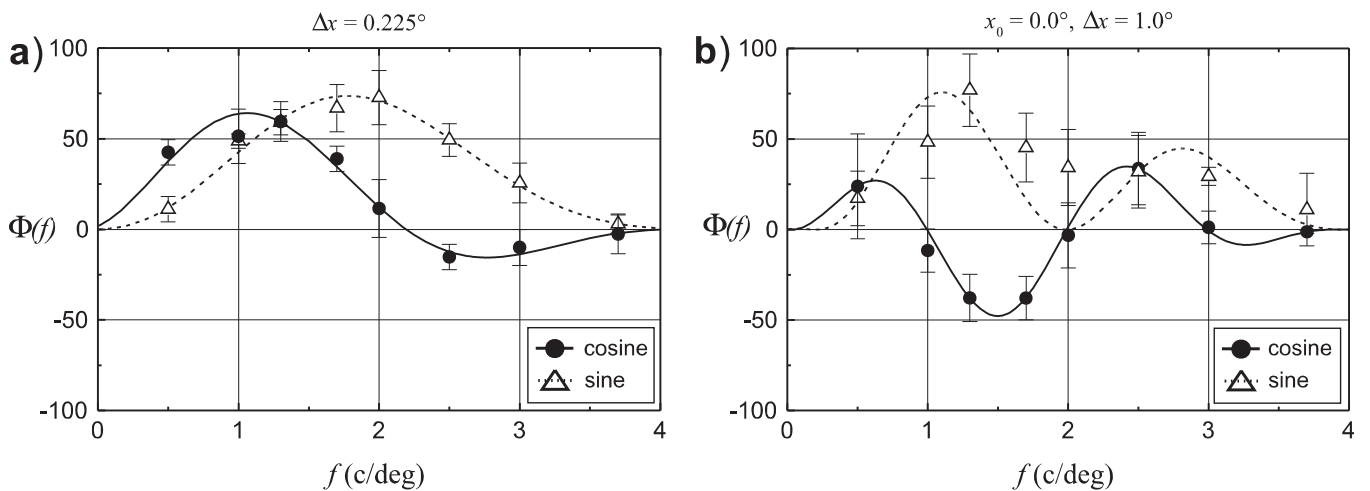 Δx = 0.225°
a)
100
50
0
-50
-100
Φ(f)
0
1
2
3
4
f (c/deg)
cosine
sine
x₀ = 0.0°, Δx = 1.0°
b)
100
50
0
-50
-100
Φ(f)
0
1
2
3
4
f (c/deg)
cosine
sine